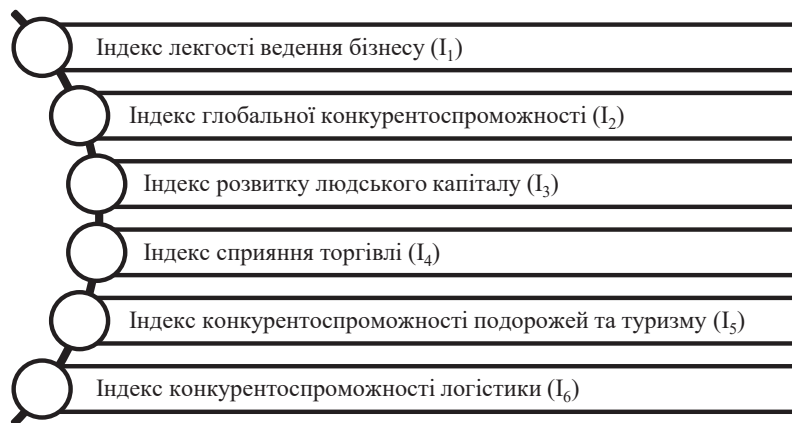 Індекс лекгості ведення бізнесу (I₁)
Індекс глобальної конкурентоспроможності (I₂)
Індекс розвитку людського капіталу (I₃)
Індекс сприяння торгівлі (I₄)
Індекс конкурентоспроможності подорожей та туризму (I₅)
Індекс конкурентоспроможності логістики (I₆)